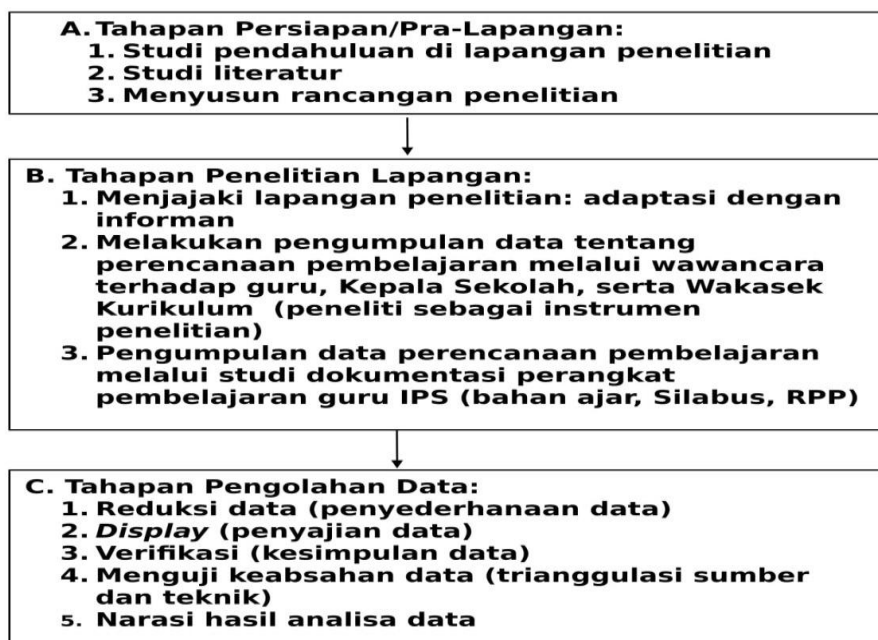 A. Tahapan Persiapan/Pra-Lapangan:
1. Studi pendahuluan di lapangan penelitian
2. Studi literatur
3. Menyusun rancangan penelitian
B. Tahapan Penelitian Lapangan:
1. Menjajaki lapangan penelitian: adaptasi dengan
informan
2. Melakukan pengumpulan data tentang
perencanaan pembelajaran melalui wawancara
terhadap guru, Kepala Sekolah, serta Wakasek
Kurikulum (peneliti sebagai instrumen
penelitian)
3. Pengumpulan data perencanaan pembelajaran
melalui studi dokumentasi perangkat
pembelajaran guru IPS (bahan ajar, Silabus, RPP)
C. Tahapan Pengolahan Data:
1. Reduksi data (penyederhanaan data)
2. Display (penyajian data)
3. Verifikasi (kesimpulan data)
4. Menguji keabsahan data (trianggulasi sumber
dan teknik)
5. Narasi hasil analisa data